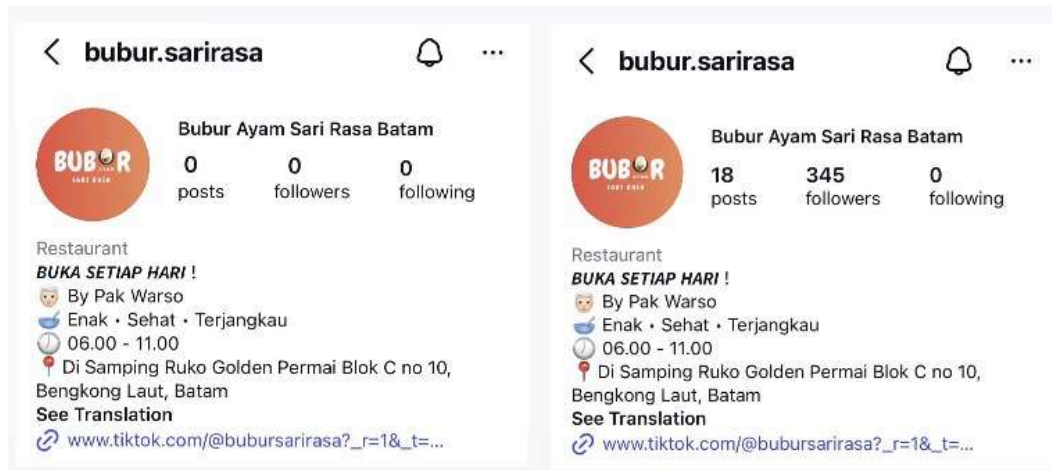 bubur.sarirasa
Bubur Ayam Sari Rasa Batam
BUBUR
SARI RASA
0 posts 0 followers 0 following
Restaurant
BUKA SETIAP HARI !
By Pak Warso
Enak • Sehat • Terjangkau
06.00 - 11.00
Di Samping Ruko Golden Permai Blok C no 10,
Bengkong Laut, Batam
See Translation
www.tiktok.com/@bubursarirasa?_r=1&_t=...
bubur.sarirasa
Bubur Ayam Sari Rasa Batam
BUBUR
SARI RASA
18 posts 345 followers 0 following
Restaurant
BUKA SETIAP HARI !
By Pak Warso
Enak • Sehat • Terjangkau
06.00 - 11.00
Di Samping Ruko Golden Permai Blok C no 10,
Bengkong Laut, Batam
See Translation
www.tiktok.com/@bubursarirasa?_r=1&_t=...